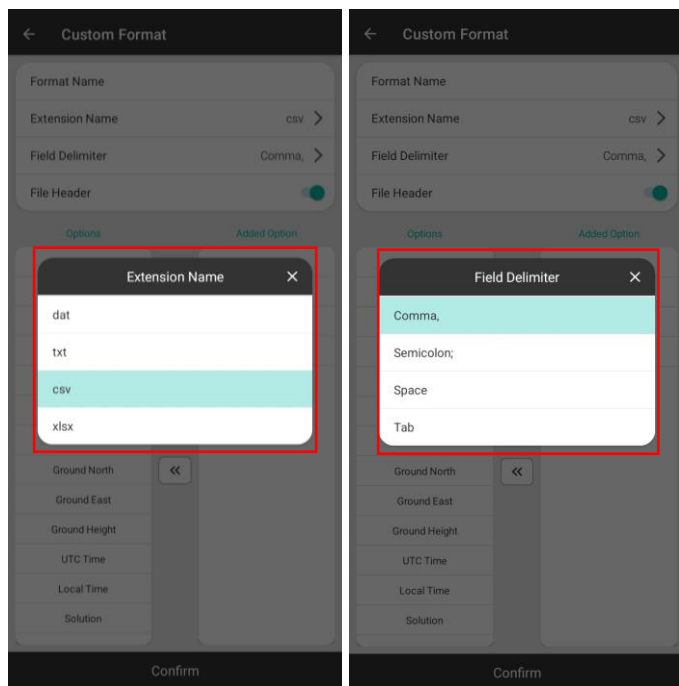 Custom Format
Format Name
Extension Name csv
Field Delimiter Comma,
File Header
Options Added Option
Extension Name
dat
txt
csv
xlsx
Ground North
Ground East
Ground Height
UTC Time
Local Time
Solution
Confirm
Custom Format
Format Name
Extension Name csv
Field Delimiter Comma,
File Header
Options Added Option
Field Delimiter
Comma,
Semicolon;
Space
Tab
Ground North
Ground East
Ground Height
UTC Time
Local Time
Solution
Confirm